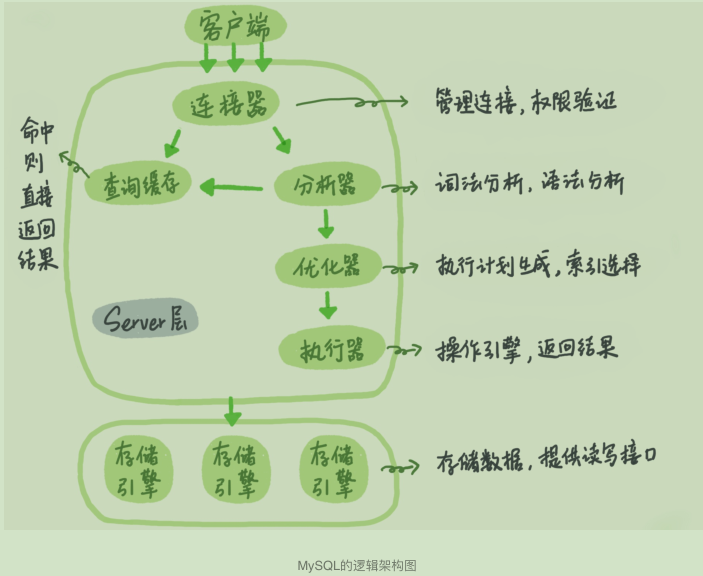 客户端
连接器
管理连接，权限验证
命中
则
直接
返回
结果
查询缓存
分析器
词法分析，语法分析
优化器
执行计划生成，索引选择
Server层
执行器
操作引擎，返回结果
存储
引擎
存储
引擎
存储
引擎
存储数据，提供读写接口
MySQL的逻辑架构图